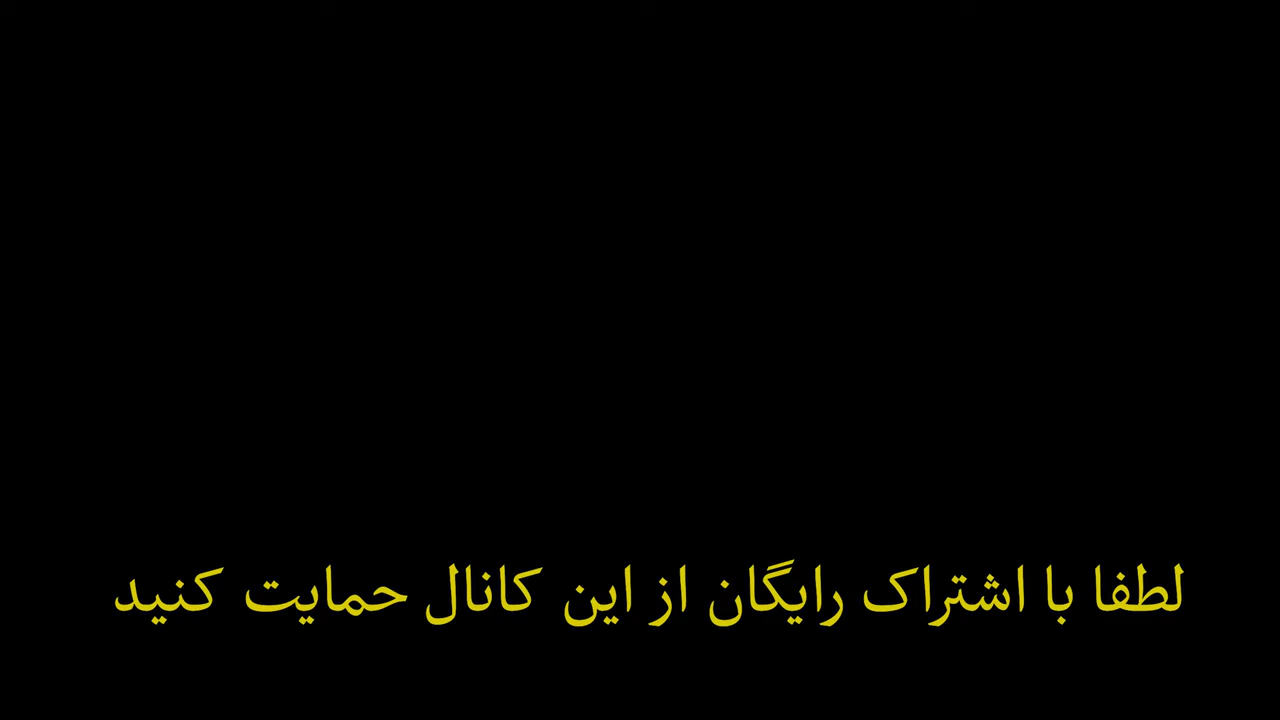 لطفا با اشتراک رایگان از این کانال حمایت کنید